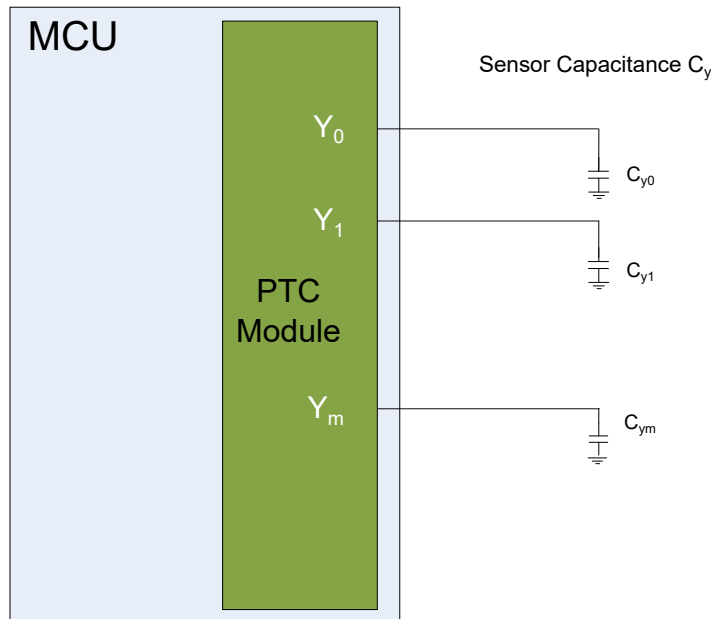 MCU
Sensor Capacitance Cy
Y0
Cy0
Y1
Cy1
PTC
Module
Ym
Cym